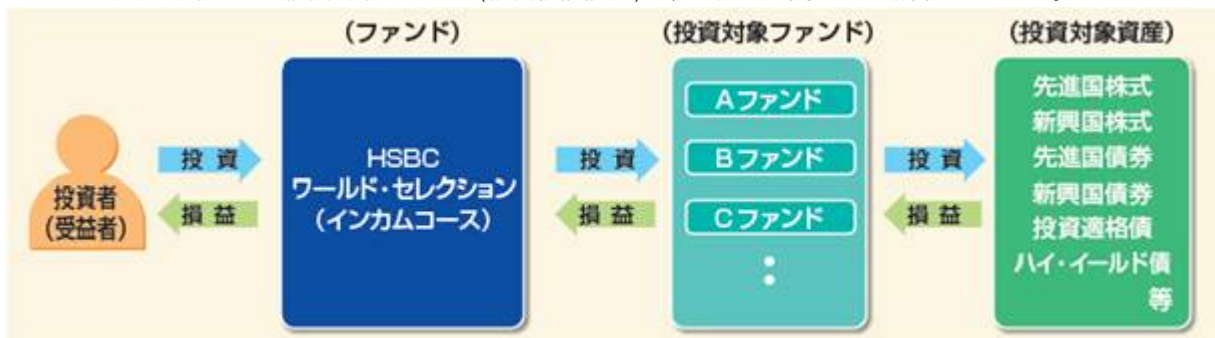 (ファンド)
(投資対象ファンド)
(投資対象資産)
投資者
(受益者)
投資
損益
HSBC
ワールド・セレクション
(インカムコース)
投資
損益
Aファンド
Bファンド
Cファンド
:
投資
損益
先進国株式
新興国株式
先進国債券
新興国債券
投資適格債
ハイ・イールド債
等